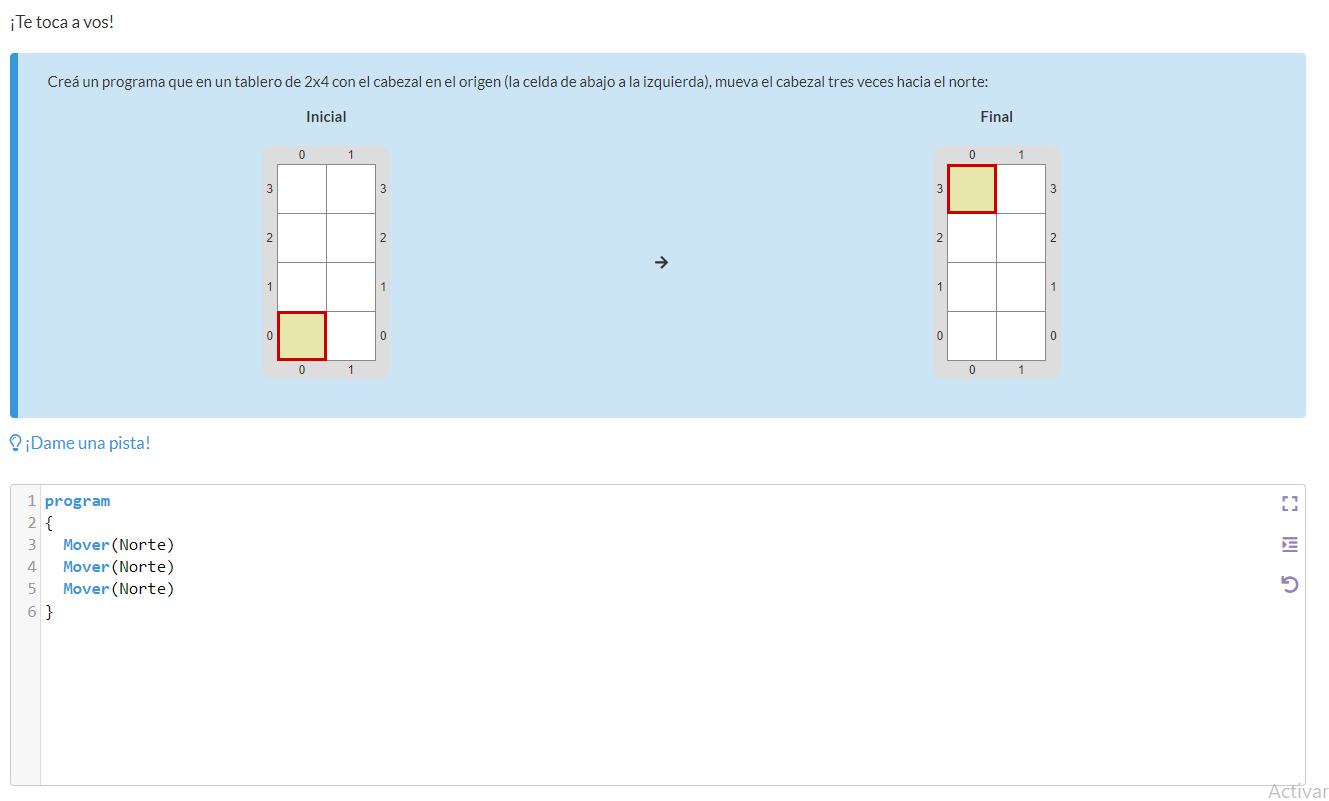 ¡Te toca a vos!
Creá un programa que en un tablero de 2x4 con el cabezal en el origen (la celda de abajo a la izquierda), mueva el cabezal tres veces hacia el norte:
Inicial
Final
0 1
3 3
2 2
1 1
0 0
0 1
→
0 1
3 3
2 2
1 1
0 0
0 1
¡Dame una pista!
1 program
2 {
3 Mover(Norte)
4 Mover(Norte)
5 Mover(Norte)
6 }
Activar